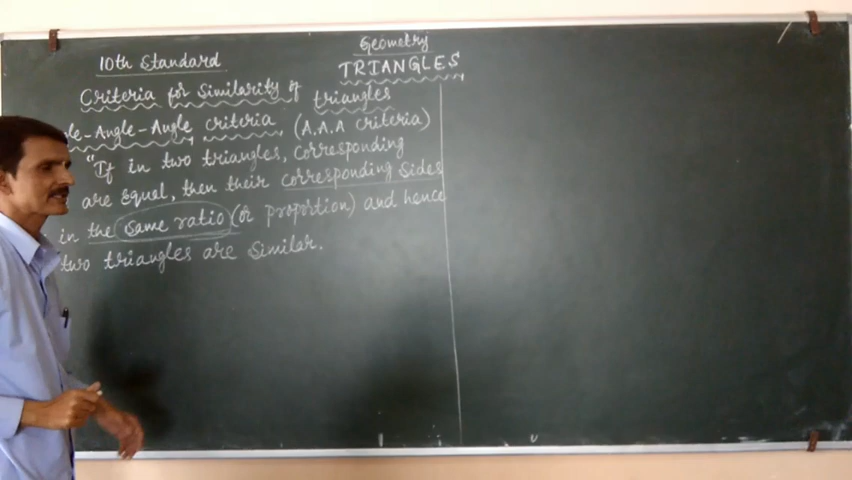 Geometry
10th Standard
TRIANGLES
Criteria for Similarity of triangles
le-Angle-Angle criteria, (A.A.A criteria)
"If in two triangles, corresponding
are equal, then their corresponding sides
in the same ratio (or proportion) and hence
two triangles are similar.